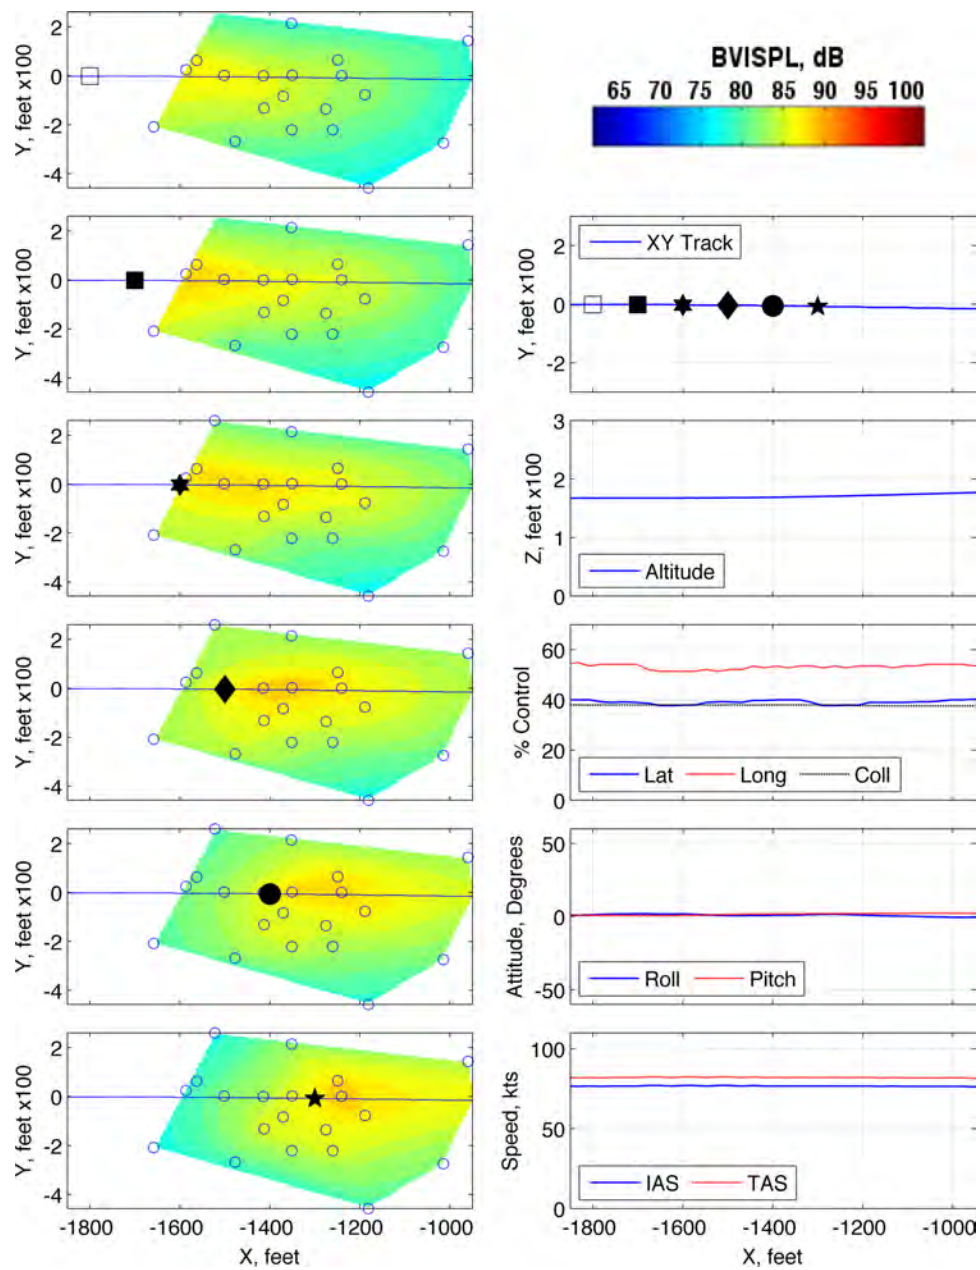 BVISPL, dB
65 70 75 80 85 90 95 100
Y, feet x100
2
0
-2
-4
Y, feet x100
2
0
-2
-4
Y, feet x100
2
0
-2
XY Track
Y, feet x100
2
0
-2
-4
Z, feet x100
3
2
1
0
Altitude
Y, feet x100
2
0
-2
-4
% Control
60
40
20
0
Lat Long Coll
Y, feet x100
2
0
-2
-4
Attitude, Degrees
50
0
-50
Roll Pitch
Y, feet x100
2
0
-2
-4
-1800 -1600 -1400 -1200 -1000
X, feet
Speed, kts
100
50
0
IAS TAS
-1800 -1600 -1400 -1200 -1000
X, feet